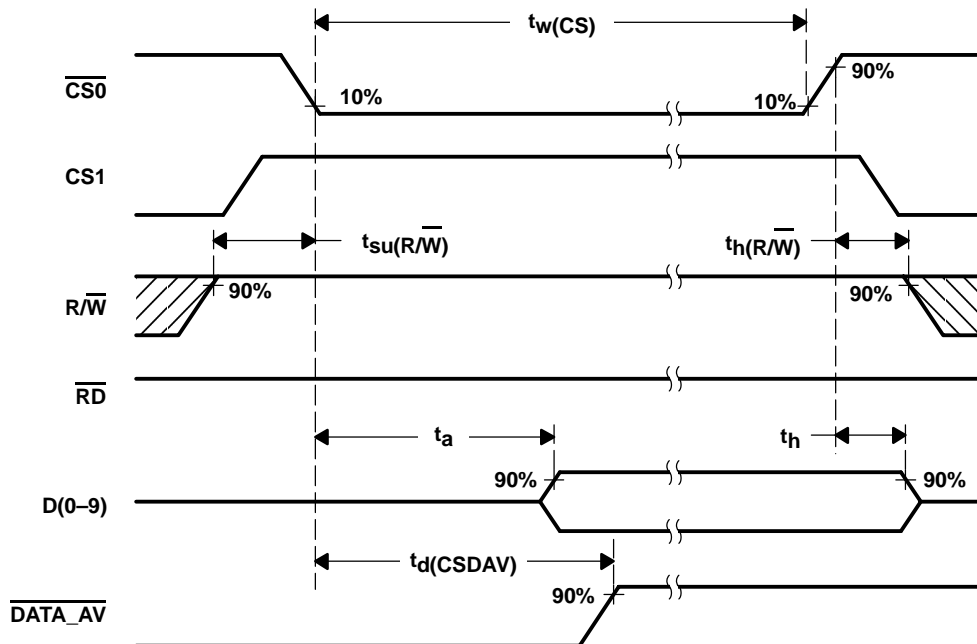 tw(CS)
CS0
10%
10%
90%
CS1
tsu(R/W)
th(R/W)
R/W
90%
90%
RD
ta
th
90%
90%
D(0–9)
td(CSDAV)
90%
DATA_AV